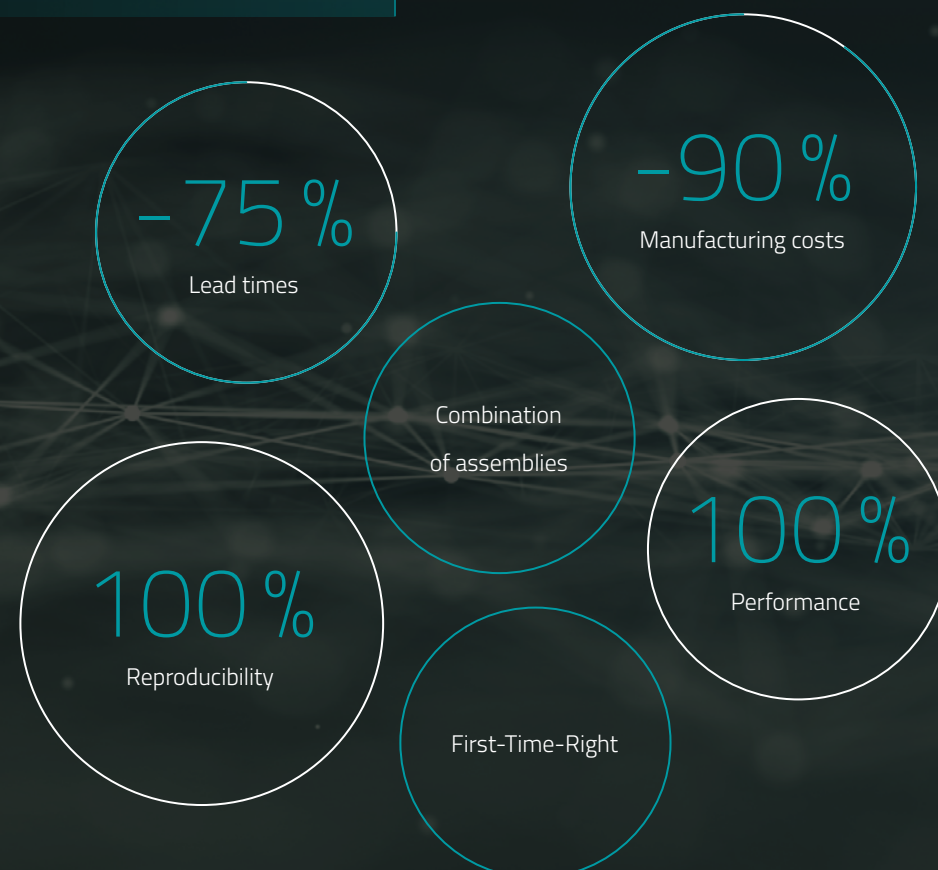 -75 %
Lead times
-90 %
Manufacturing costs
Combination
of assemblies
100 %
Reproducibility
100 %
Performance
First-Time-Right